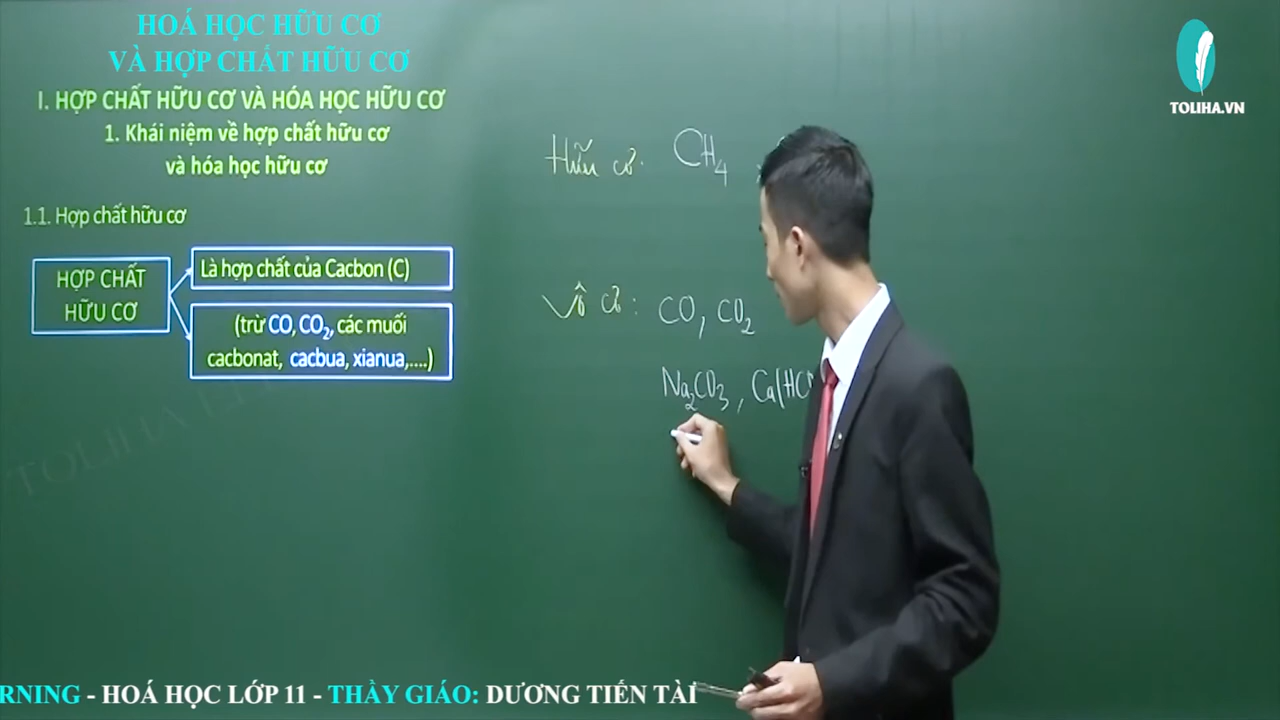 HOÁ HỌC HỮU CƠ
VÀ HỢP CHẤT HỮU CƠ
I. HỢP CHẤT HỮU CƠ VÀ HÓA HỌC HỮU CƠ
1. Khái niệm về hợp chất hữu cơ
và hóa học hữu cơ
1.1. Hợp chất hữu cơ
HỢP CHẤT
HỮU CƠ
Là hợp chất của Cacbon (C)
(trừ CO, CO₂, các muối
cacbonat, cacbua, xianua,....)
Hữu cơ: CH₄
Vô cơ: CO, CO₂
Na₂CO₃, Ca(HC
TOLIHA.VN
TOLIHA
RNING - HOÁ HỌC LỚP 11 - THẦY GIÁO: DƯƠNG TIẾN TÀI